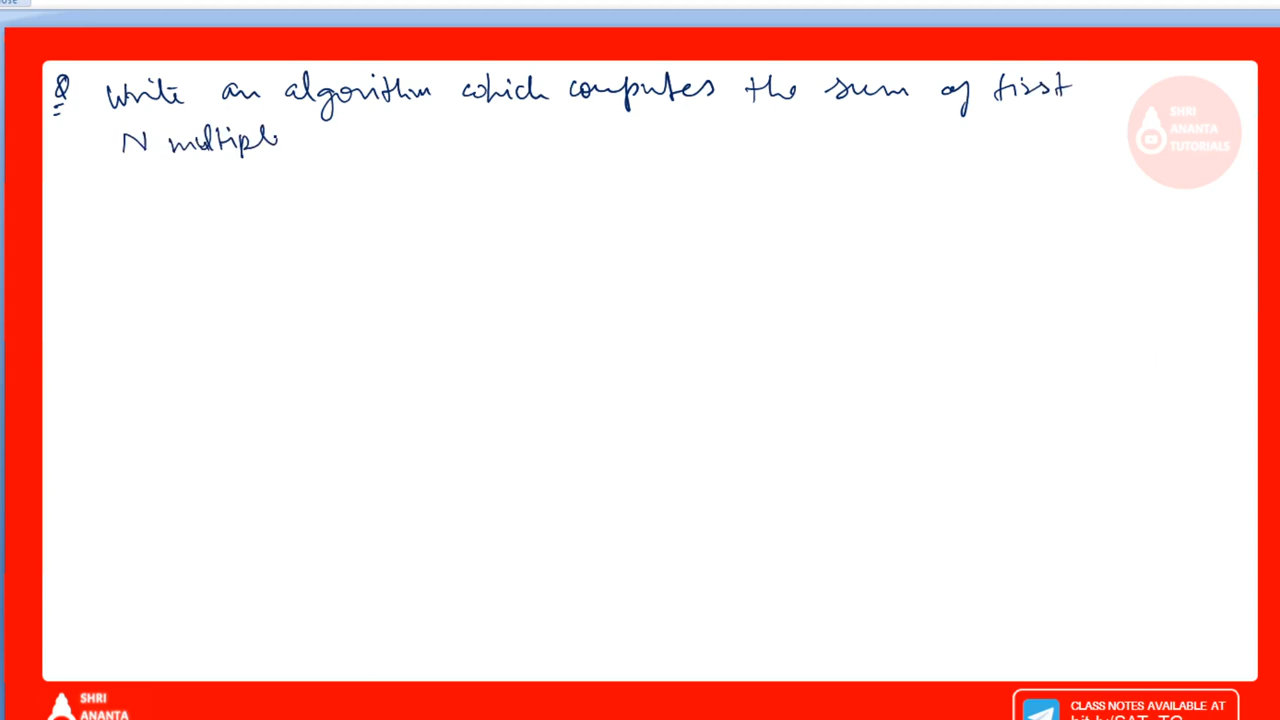 ose
Q Write an algorithm which computes the sum of first
N multiple
SHRI
ANANTA
TUTORIALS
SHRI
ANANTA
CLASS NOTES AVAILABLE AT